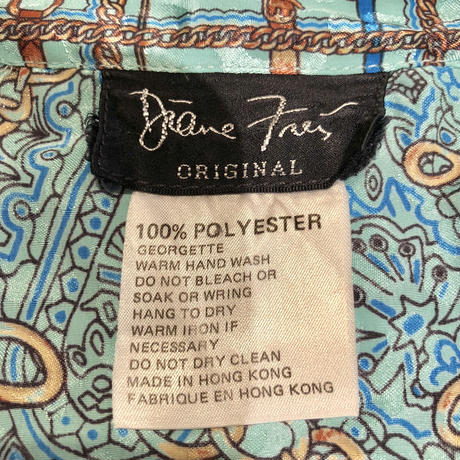 Diane Freis
ORIGINAL
100% POLYESTER
GEORGETTE
WARM HAND WASH
DO NOT BLEACH OR
SOAK OR WRING
HANG TO DRY
WARM IRON IF
NECESSARY
DO NOT DRY CLEAN
MADE IN HONG KONG
FABRIQUE EN HONG KONG